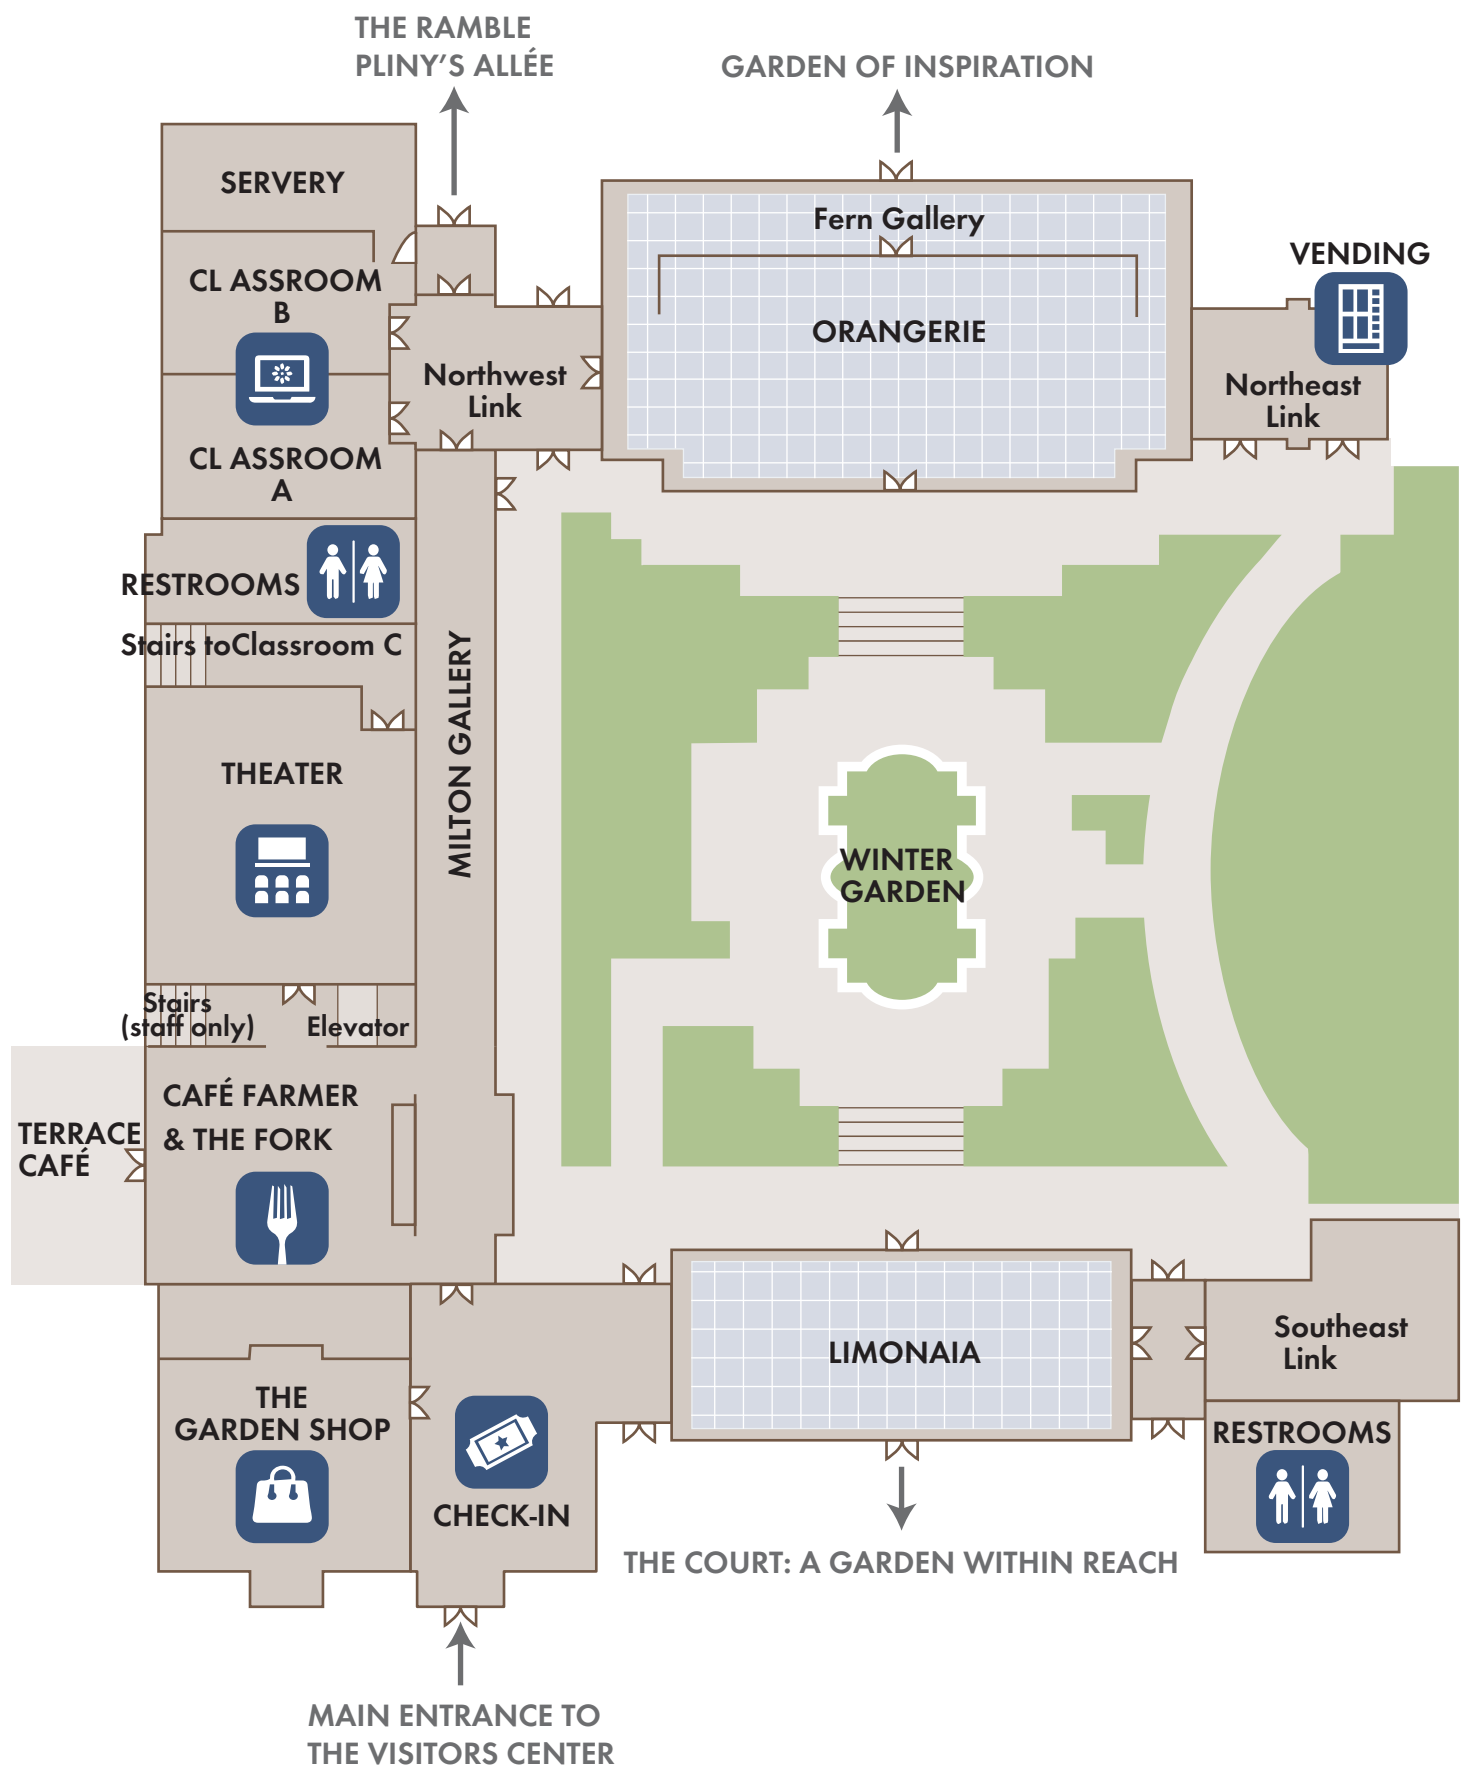 THE RAMBLE
PLINY'S ALLÉE
GARDEN OF INSPIRATION
SERVERY
Fern Gallery
VENDING
CL ASSROOM
B
ORANGERIE
Northwest
Link
Northeast
Link
CL ASSROOM
A
RESTROOMS
Stairs toClassroom C
MILTON GALLERY
THEATER
WINTER
GARDEN
Stairs
(staff only)
Elevator
CAFÉ FARMER
& THE FORK
TERRACE
CAFÉ
LIMONAIA
Southeast
Link
THE
GARDEN SHOP
RESTROOMS
CHECK-IN
THE COURT: A GARDEN WITHIN REACH
MAIN ENTRANCE TO
THE VISITORS CENTER